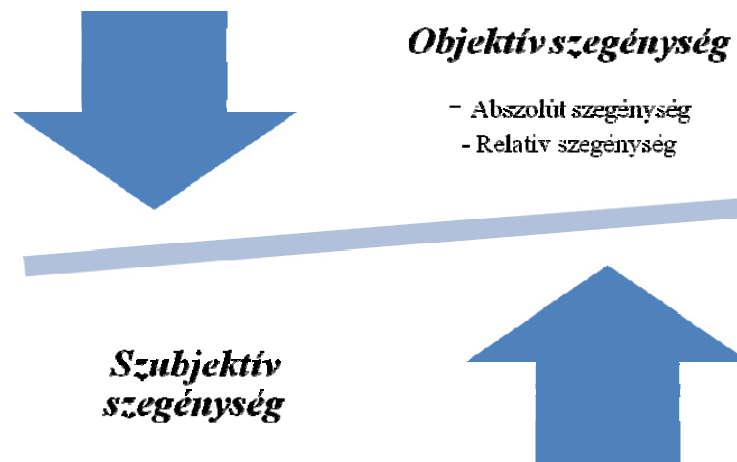 Objektív szegénység
- Abszolút szegénység
- Relatív szegénység
Szubjektív
szegénység